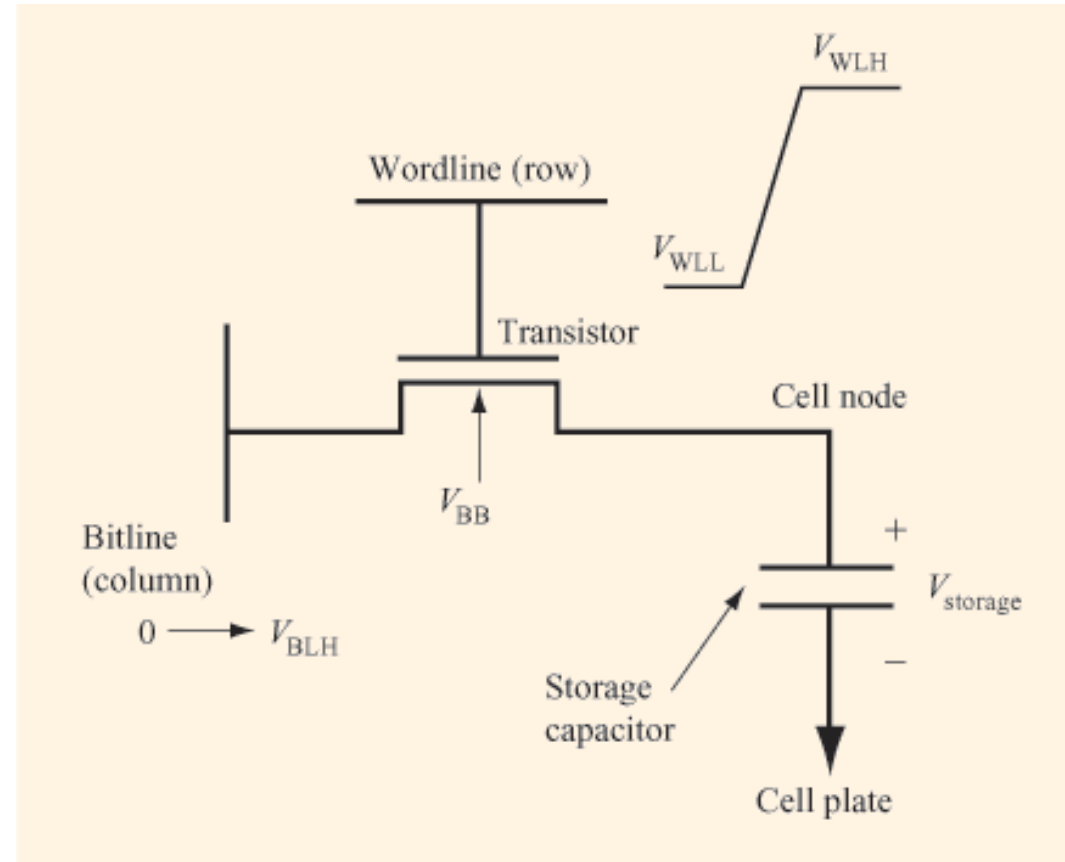 V_WLH
Wordline (row)
V_WLL
Transistor
Cell node
V_BB
Bitline
(column)
0 → V_BLH
+
V_storage
–
Storage
capacitor
Cell plate